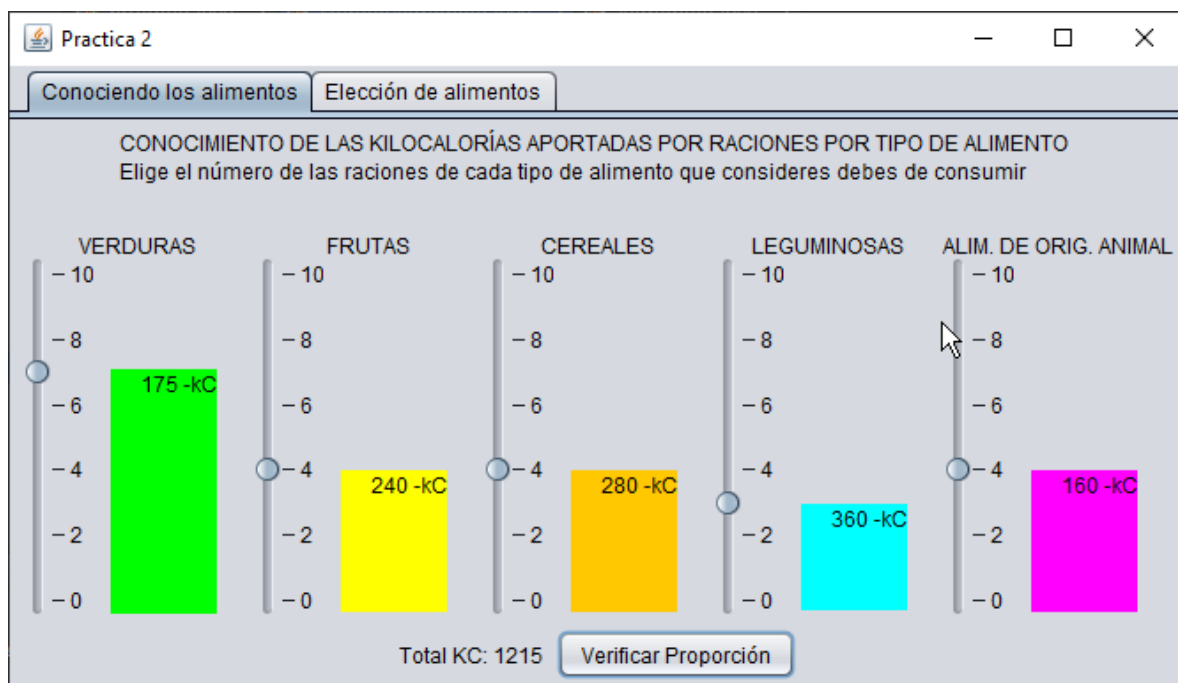 Practica 2
Conociendo los alimentos Elección de alimentos
CONOCIMIENTO DE LAS KILOCALORÍAS APORTADAS POR RACIONES POR TIPO DE ALIMENTO
Elige el número de las raciones de cada tipo de alimento que consideres debes de consumir
VERDURAS FRUTAS CEREALES LEGUMINOSAS ALIM. DE ORIG. ANIMAL
10 10 10 10 10
8 8 8 8 8
175 -kC
6 6 6 6 6
4 4 4 4 4
240 -kC 280 -kC 160 -kC
360 -kC
2 2 2 2 2
0 0 0 0 0
Total KC: 1215 Verificar Proporción